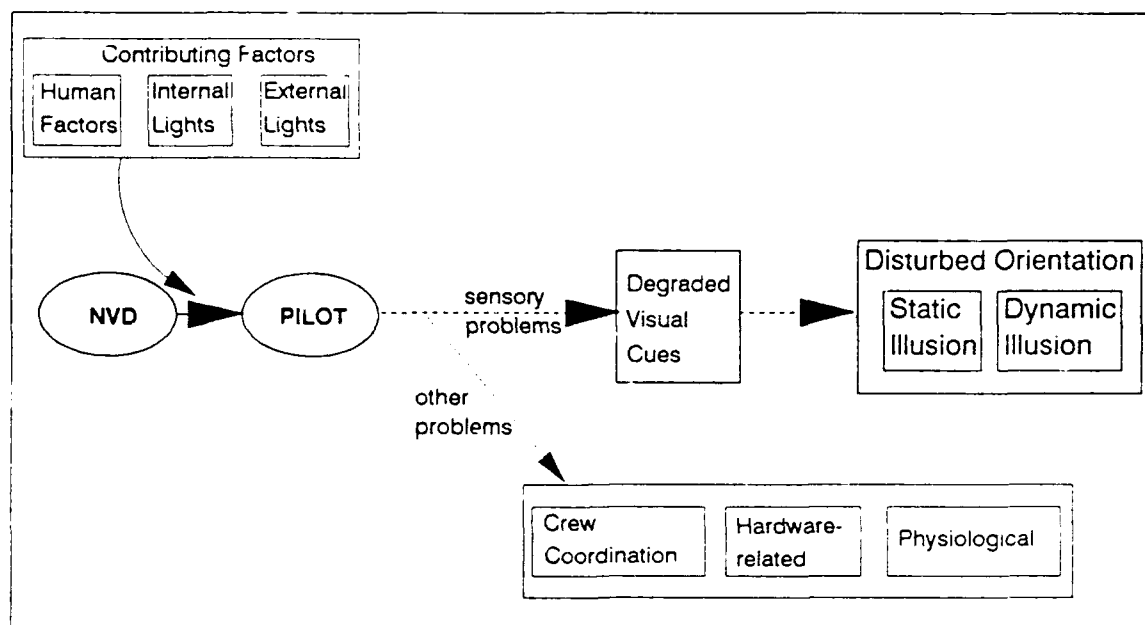 Contributing Factors
Human
Factors
Internall
Lights
External
Lights
NVD
PILOT
sensory
problems
Degraded
Visual
Cues
Disturbed Orientation
Static
Illusion
Dynamic
Illusion
other
problems
Crew
Coordination
Hardware-
related
Physiological